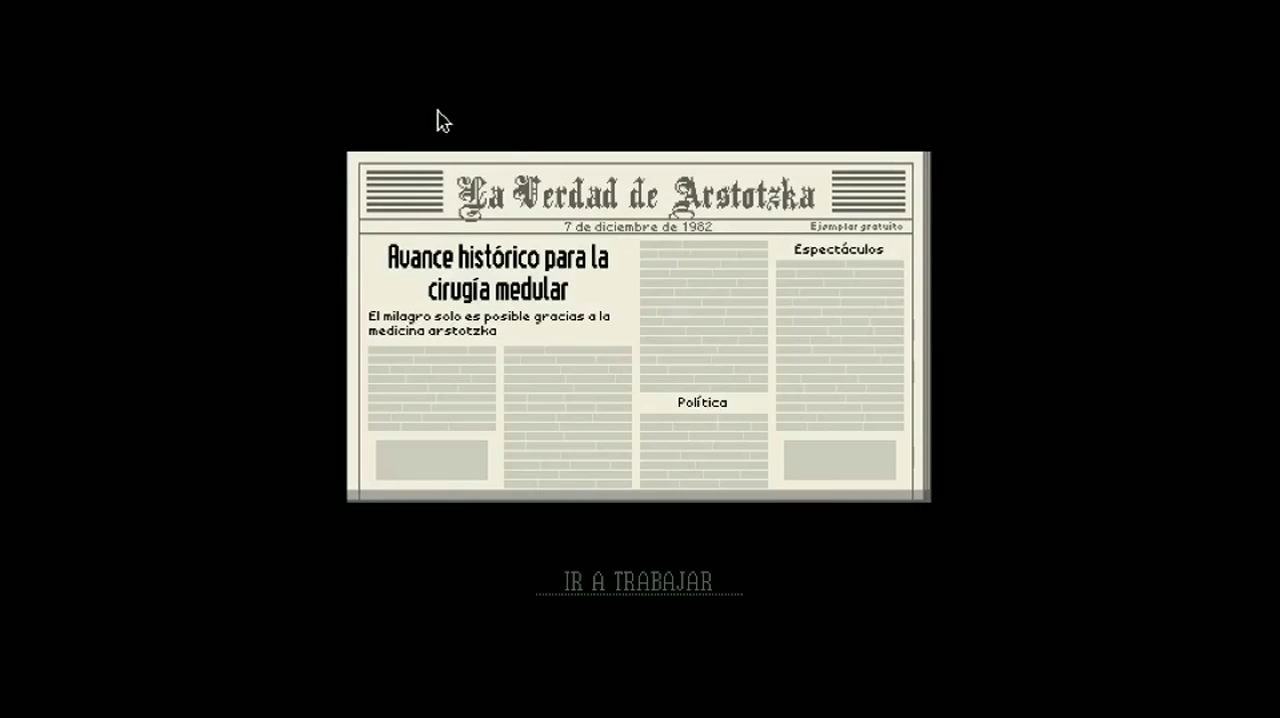 La Verdad de Arstotzka
7 de diciembre de 1982
Ejemplar gratuito
Avance histórico para la
cirugía medular
El milagro solo es posible gracias a la
medicina arstotzka
Política
Espectáculos
IR A TRABAJAR